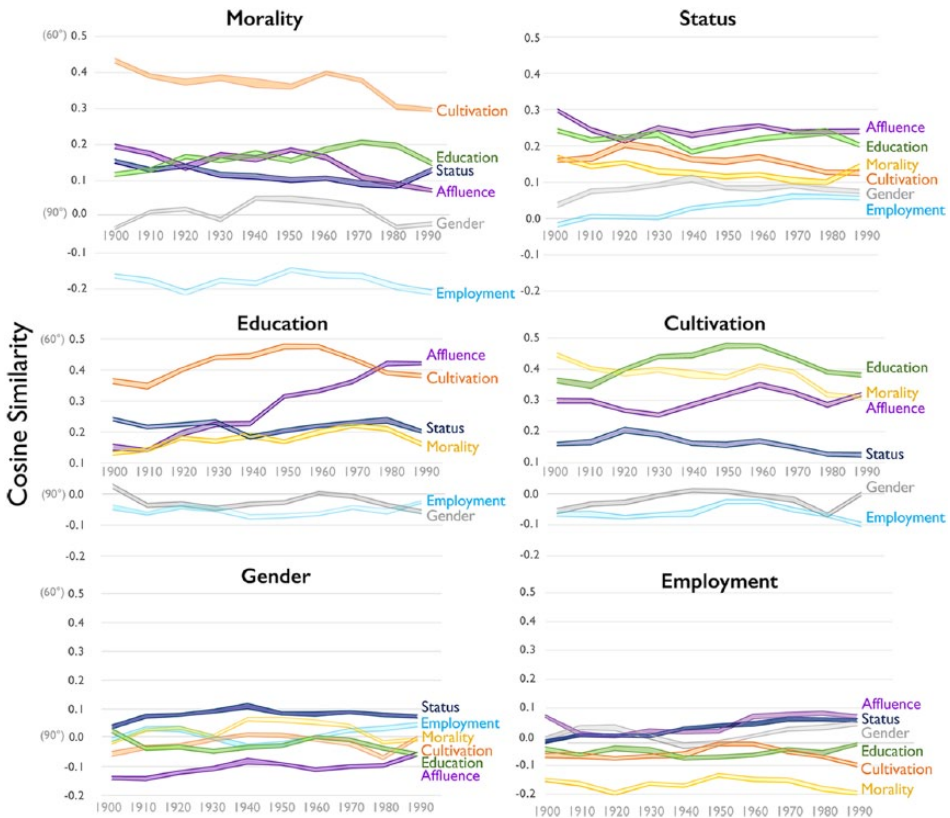 Morality
(60°) 0.5
0.4
0.3
0.2
0.1
(90°) 0.0
-0.1
-0.2
1900 1910 1920 1930 1940 1950 1960 1970 1980 1990
Cultivation
Education
Status
Affluence
Gender
Employment
Status
0.5
0.4
0.3
0.2
0.1
0.0
-0.1
-0.2
1900 1910 1920 1930 1940 1950 1960 1970 1980 1990
Affluence
Education
Morality
Cultivation
Gender
Employment
Cosine Similarity
Education
(60°) 0.5
0.4
0.3
0.2
0.1
(90°) 0.0
-0.1
-0.2
1900 1910 1920 1930 1940 1950 1960 1970 1980 1990
Affluence
Cultivation
Status
Morality
Employment
Gender
Cultivation
0.5
0.4
0.3
0.2
0.1
0.0
-0.1
-0.2
1900 1910 1920 1930 1940 1950 1960 1970 1980 1990
Education
Morality
Affluence
Status
Gender
Employment
Gender
(60°) 0.5
0.4
0.3
0.2
0.1
(90°) 0.0
-0.1
-0.2
1900 1910 1920 1930 1940 1950 1960 1970 1980 1990
Status
Employment
Morality
Cultivation
Education
Affluence
Employment
0.5
0.4
0.3
0.2
0.1
0.0
-0.1
-0.2
1900 1910 1920 1930 1940 1950 1960 1970 1980 1990
Affluence
Status
Gender
Education
Cultivation
Morality